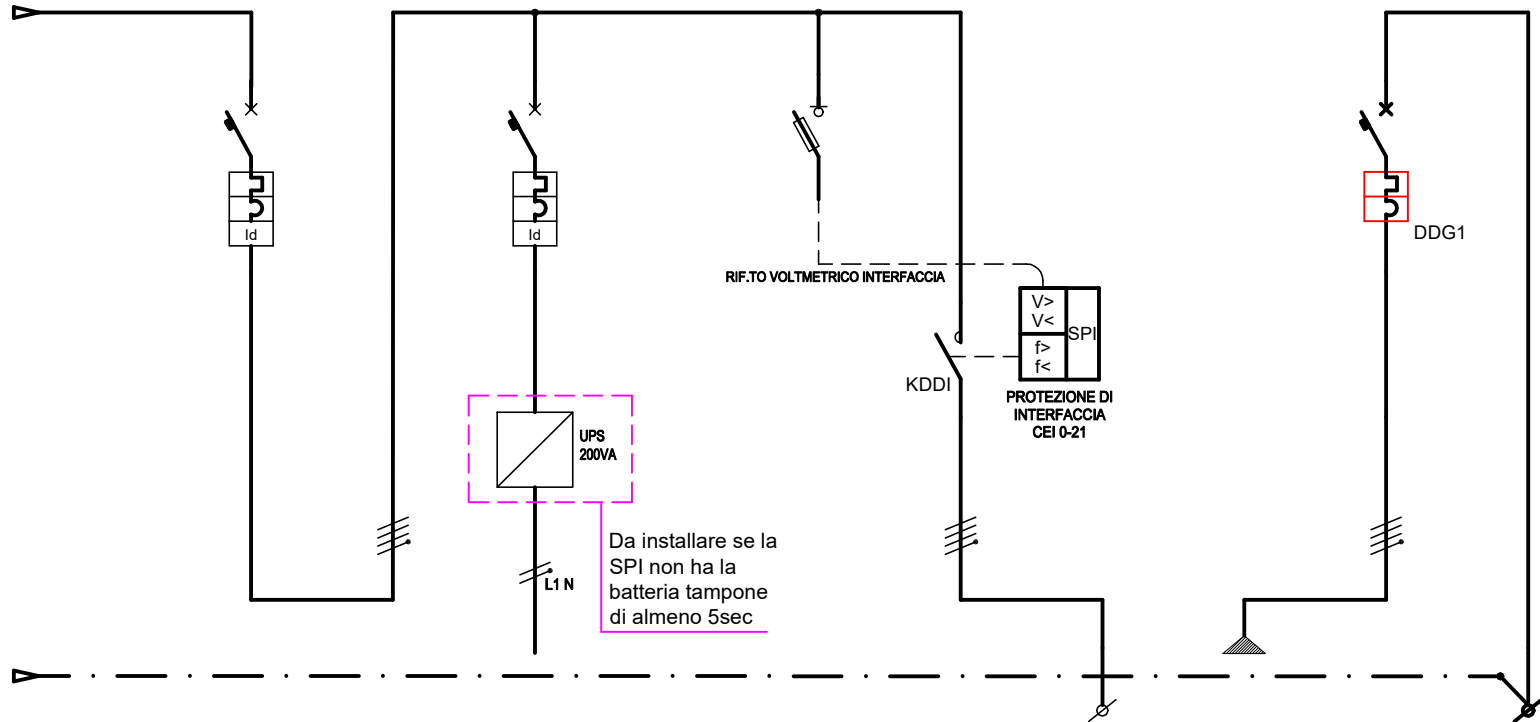 Id
Id
DDG1
RIF.TO VOLTMETRICO INTERFACCIA
V>
V<
SPI
f>
f<
KDDI
PROTEZIONE DI
INTERFACCIA
CEI 0-21
UPS
200VA
Da installare se la
SPI non ha la
batteria tampone
di almeno 5sec
L1 N